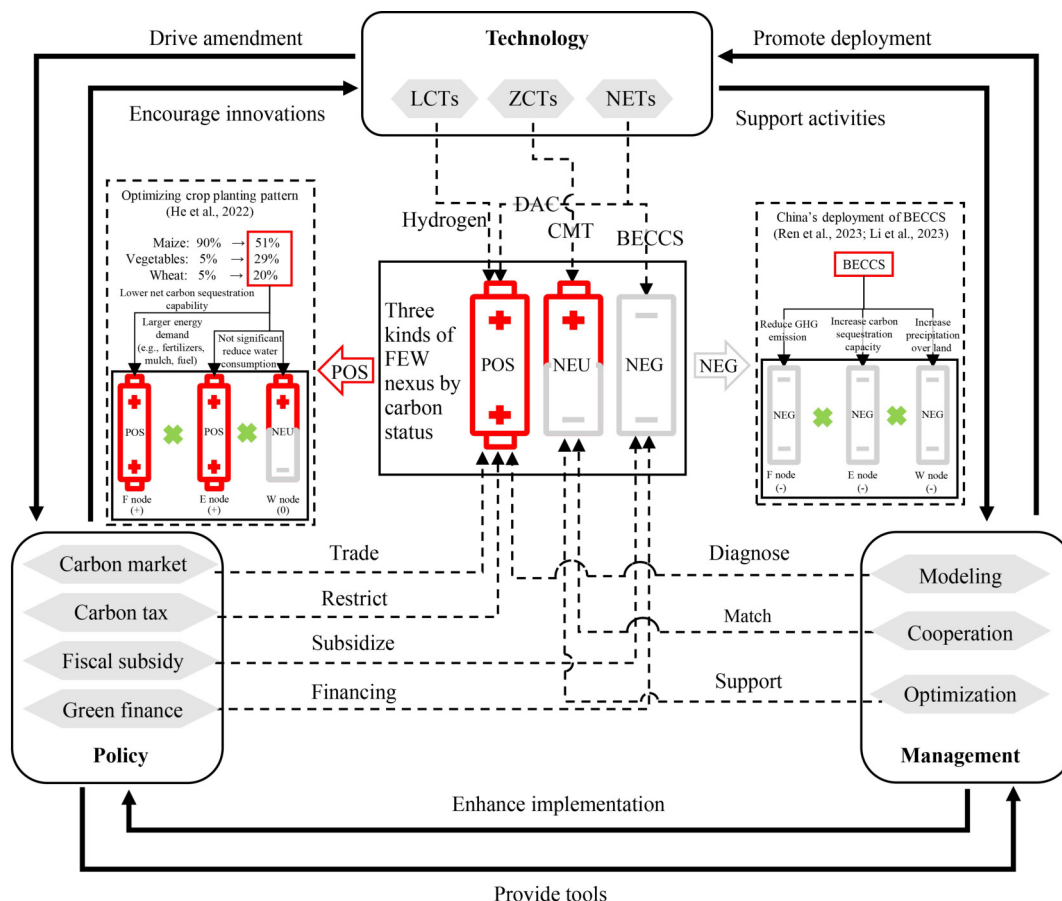 Drive amendment
Technology
Promote deployment
LCTs
ZCTs
NETs
Encourage innovations
Support activities
Optimizing crop planting pattern
(He et al., 2022)
Maize: 90% → 51%
Vegetables: 5% → 29%
Wheat: 5% → 20%
Lower net carbon sequestration
capability
Larger energy
demand
(e.g., fertilizers,
mulch, fuel)
Not significant
reduce water
consumption
POS
POS
NEU
F node
(+)
E node
(+)
W node
(0)
Hydrogen
DAC
CMT
BECCS
Three
kinds of
FEW
nexus by
carbon
status
POS
NEU
NEG
POS
NEG
China's deployment of BECCS
(Ren et al., 2023; Li et al., 2023)
BECCS
Reduce GHG
emission
Increase carbon
sequestration
capacity
Increase
precipitation
over land
NEG
NEG
NEG
F node
(-)
E node
(-)
W node
(-)
Carbon market
Carbon tax
Fiscal subsidy
Green finance
Policy
Trade
Restrict
Subsidize
Financing
Diagnose
Match
Support
Modeling
Cooperation
Optimization
Management
Enhance implementation
Provide tools